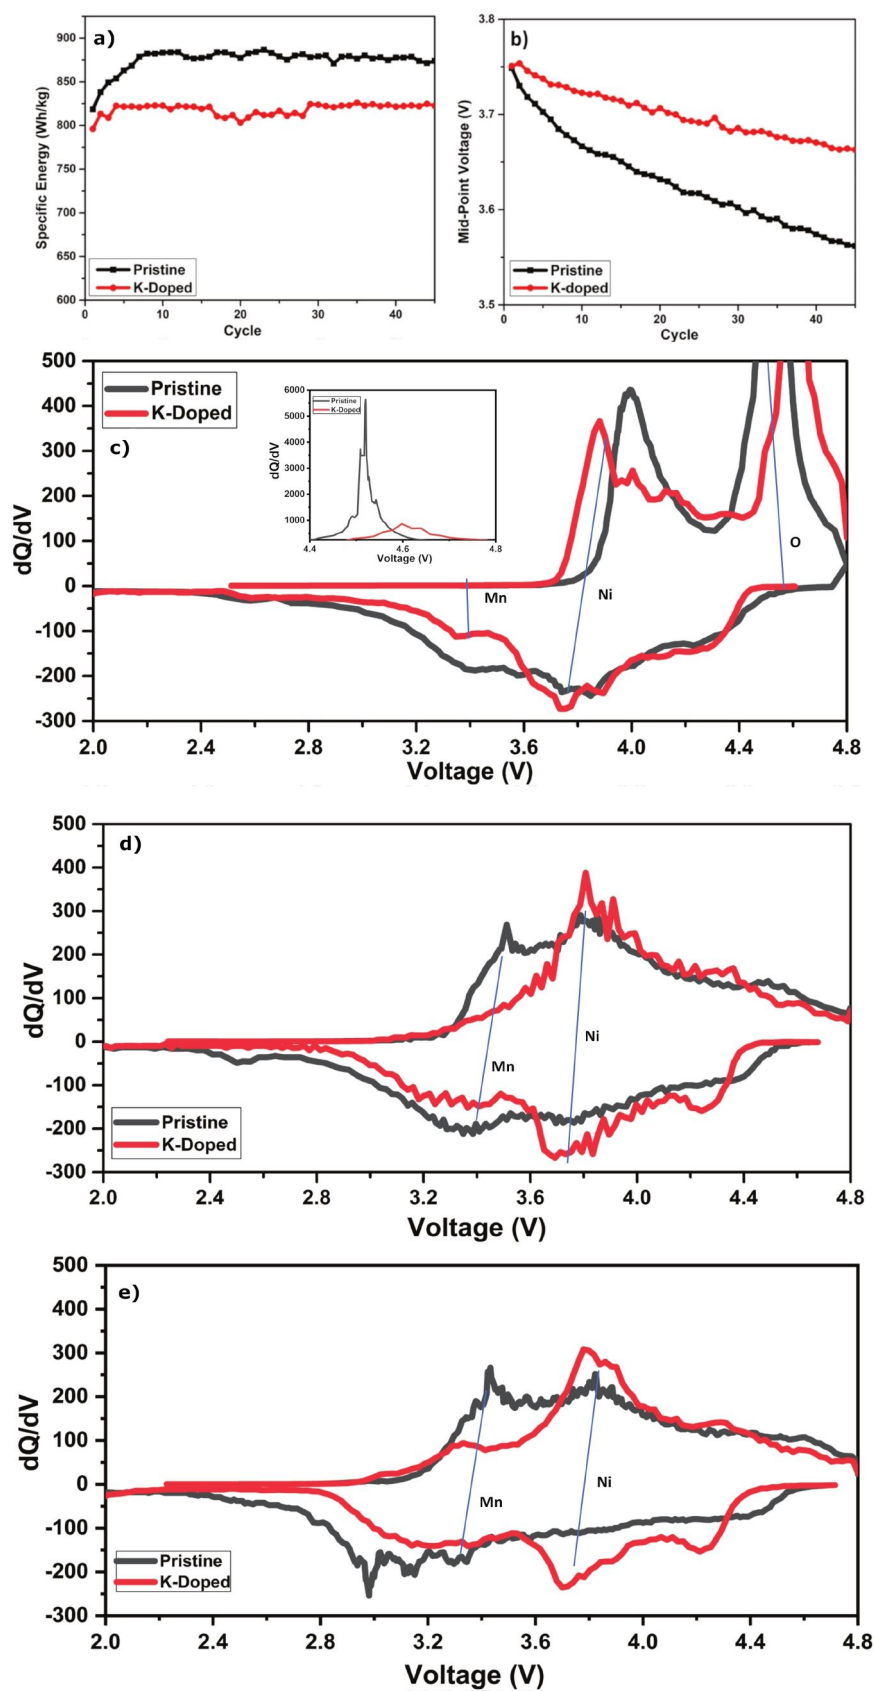 a)
900
875
850
825
800
775
750
725
700
675
650
625
600
Specific Energy (Wh/kg)
Pristine
K-Doped
0 10 20 30 40
Cycle
b)
3.8
3.7
3.6
3.5
Mid-Point Voltage (V)
Pristine
K-doped
0 10 20 30 40
Cycle
c)
500
400
300
200
100
0
-100
-200
-300
dQ/dV
Pristine
K-Doped
6000
5000
4000
3000
2000
1000
dQ/dV
Pristine
K-Doped
4.4 4.6 4.8
Voltage (V)
Mn
Ni
O
2.0 2.4 2.8 3.2 3.6 4.0 4.4 4.8
Voltage (V)
d)
500
400
300
200
100
0
-100
-200
-300
dQ/dV
Mn
Ni
Pristine
K-Doped
2.0 2.4 2.8 3.2 3.6 4.0 4.4 4.8
Voltage (V)
e)
500
400
300
200
100
0
-100
-200
-300
dQ/dV
Mn
Ni
Pristine
K-Doped
2.0 2.4 2.8 3.2 3.6 4.0 4.4 4.8
Voltage (V)